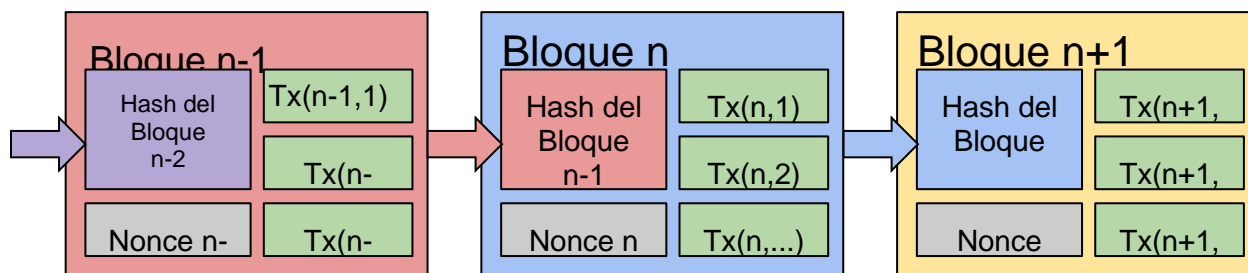 Bloque n-1
Hash del
Bloque
n-2
Tx(n-1,1)
Tx(n-
Nonce n-
Tx(n-
Bloque n
Hash del
Bloque
n-1
Tx(n,1)
Tx(n,2)
Nonce n
Tx(n,...)
Bloque n+1
Hash del
Bloque
Tx(n+1,
Tx(n+1,
Nonce
Tx(n+1,